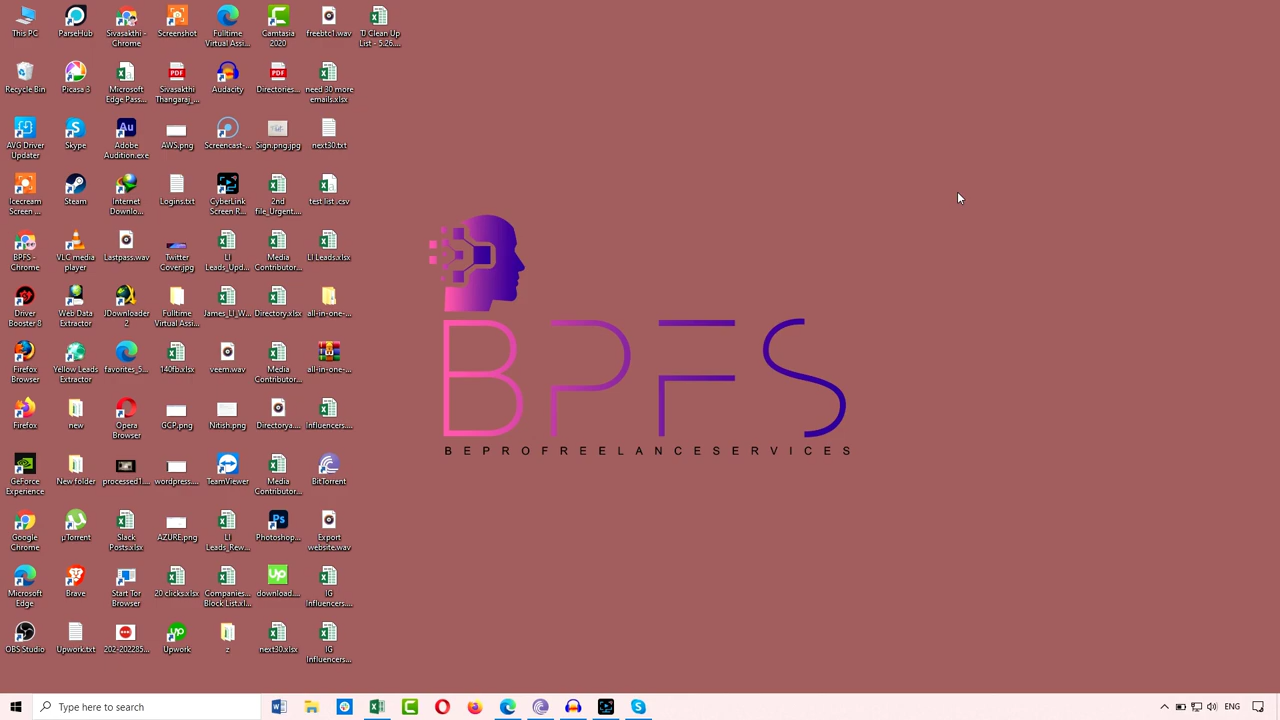 This PC
ParseHub
Sivasakthi -
Chrome
Screenshot
Fulltime
Virtual Assi...
Camtasia
2020
freebtc1.wav
TJ Clean Up
List - 5.26....
Recycle Bin
Picasa 3
Microsoft
Edge Pass...
Sivasakthi
Thangaraj_...
Audacity
Directories...
need 30 more
emails.xlsx
AVG Driver
Updater
Skype
Adobe
Audition.exe
AWS.png
Screencast-...
Sign.png.jpg
next30.txt
Icecream
Screen ...
Steam
Internet
Downlo...
Logins.txt
CyberLink
Screen R...
2nd
file_Urgent....
test list .csv
BPFS -
Chrome
VLC media
player
Lastpass.wav
Twitter
Cover.jpg
LI
Leads_Upd...
Media
Contributor...
LI Leads.xlsx
Driver
Booster 8
Web Data
Extractor
JDownloader
2
Fulltime
Virtual Assi...
James_LI_W...
Directory.xlsx
all-in-one-...
Firefox
Browser
Yellow Leads
Extractor
favorites_5...
140fb.xlsx
veem.wav
Media
Contributor...
all-in-one-...
Firefox
new
Opera
Browser
GCP.png
Nitish.png
Directorya....
Influencers....
GeForce
Experience
New folder
processed1....
wordpress....
TeamViewer
Media
Contributor...
BitTorrent
Google
Chrome
µTorrent
Slack
Posts.xlsx
AZURE.png
LI
Leads_Rew...
Photoshop...
Export
website.wav
Microsoft
Edge
Brave
Start Tor
Browser
20 clicks.xlsx
Companies...
Block List.xl...
download....
IG
Influencers....
OBS Studio
Upwork.txt
202-202285...
Upwork
z
next30.xlsx
IG
Influencers...
BPFS
BEPROFREELANCESERVICES
Type here to search
ENG